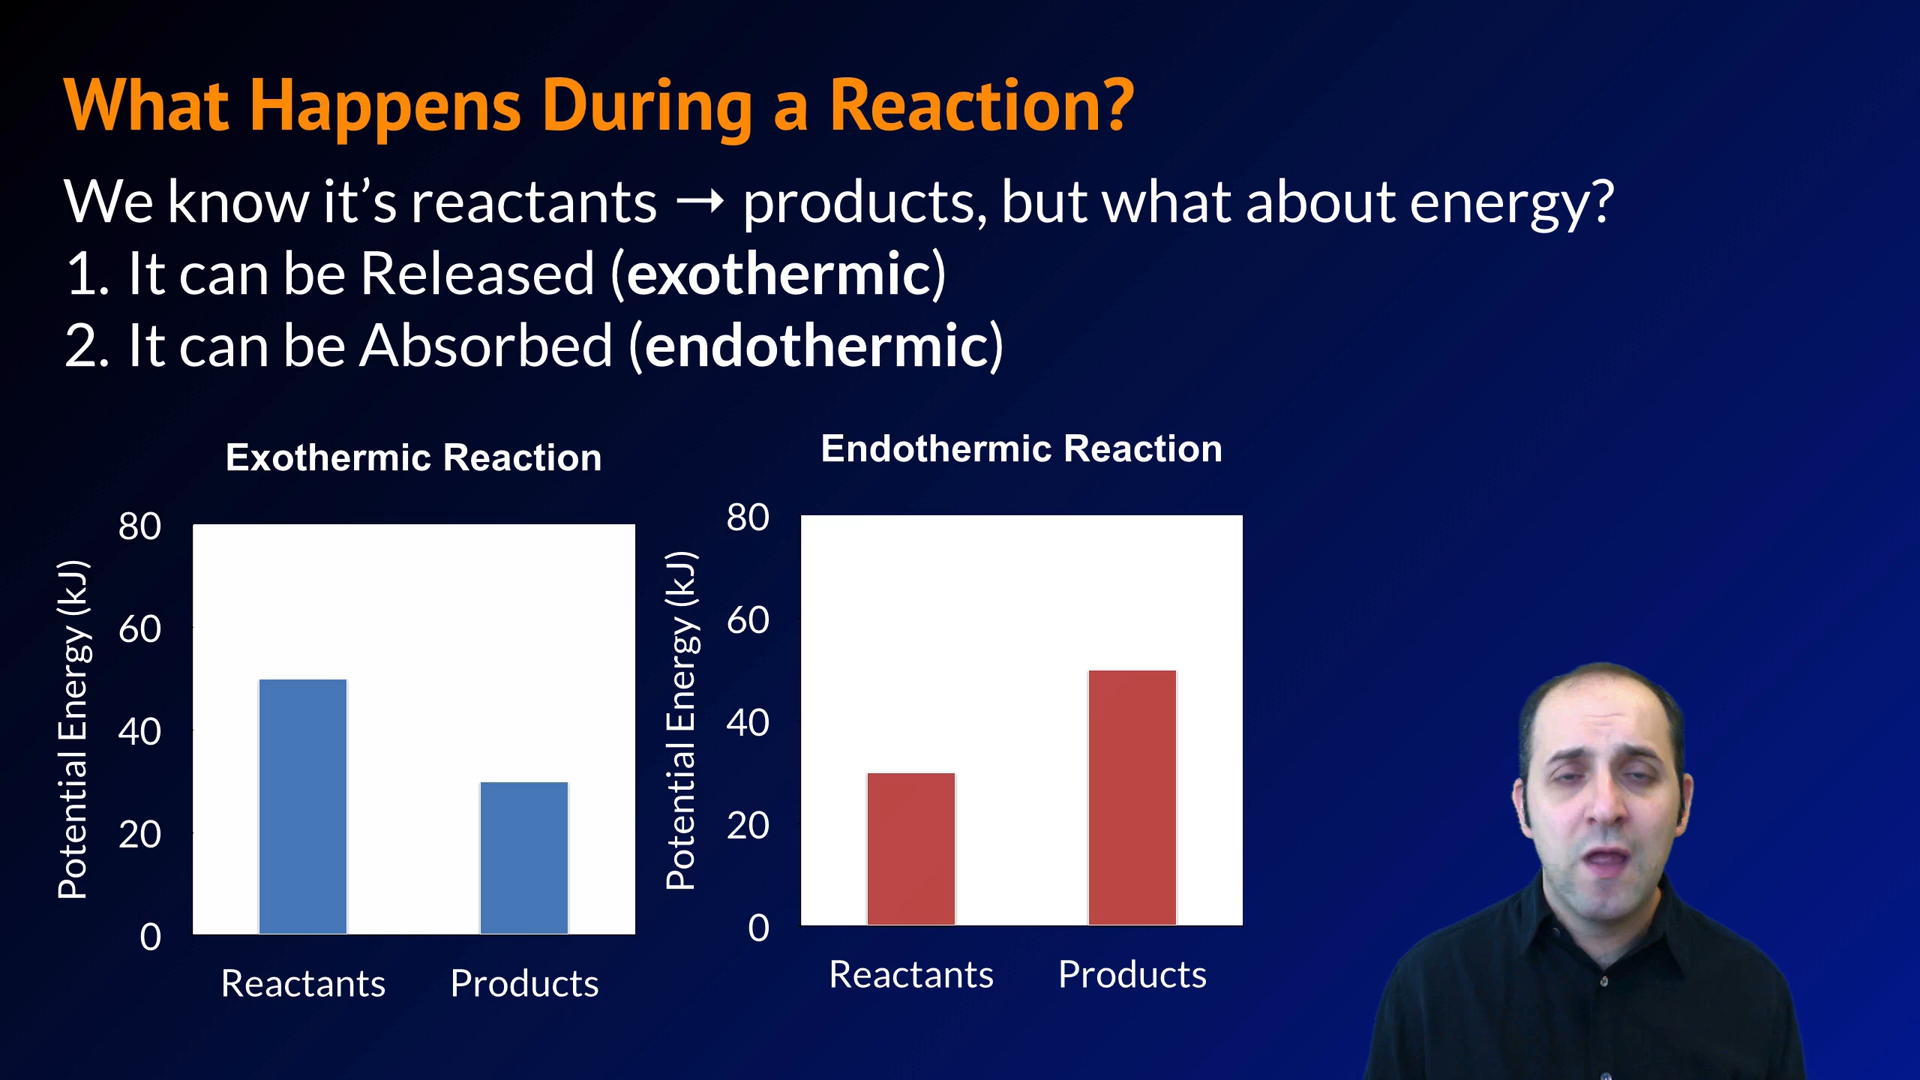 What Happens During a Reaction?
We know it’s reactants → products, but what about energy?
1. It can be Released (exothermic)
2. It can be Absorbed (endothermic)
Exothermic Reaction
Potential Energy (kJ)
80
60
40
20
0
Reactants Products
Endothermic Reaction
Potential Energy (kJ)
80
60
40
20
0
Reactants Products